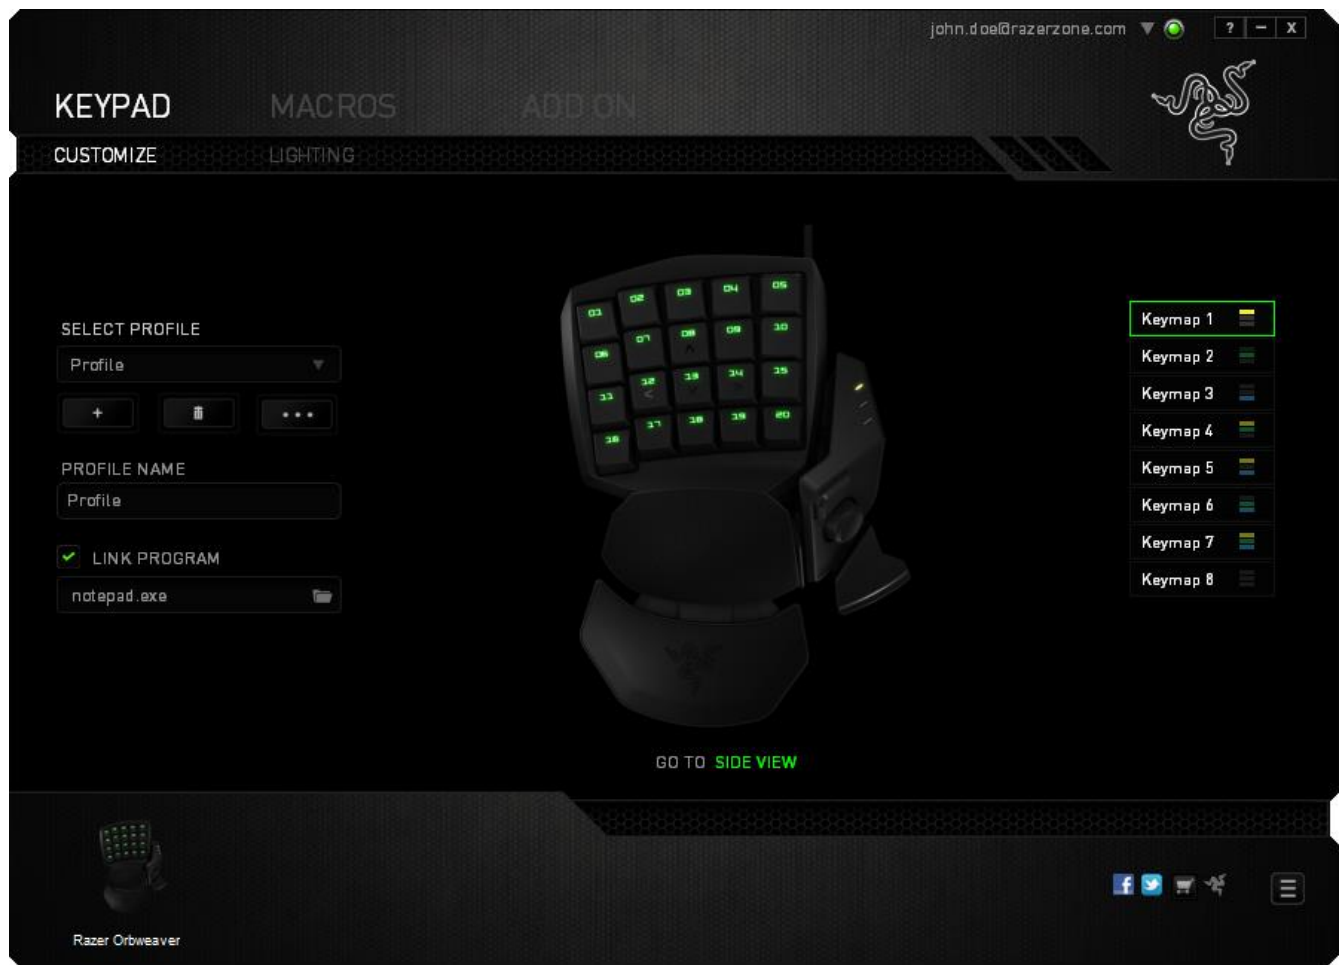 john.doe@razerzone.com ? – X
KEYPAD MACROS ADD ON
CUSTOMIZE LIGHTING
SELECT PROFILE
Profile
+ •••
PROFILE NAME
Profile
LINK PROGRAM
notepad.exe
01 02 03 04 05
06 07 08 09 10
11 12 13 14 15
16 17 18 19 20
GO TO SIDE VIEW
Keymap 1
Keymap 2
Keymap 3
Keymap 4
Keymap 5
Keymap 6
Keymap 7
Keymap 8
Razer Orbweaver